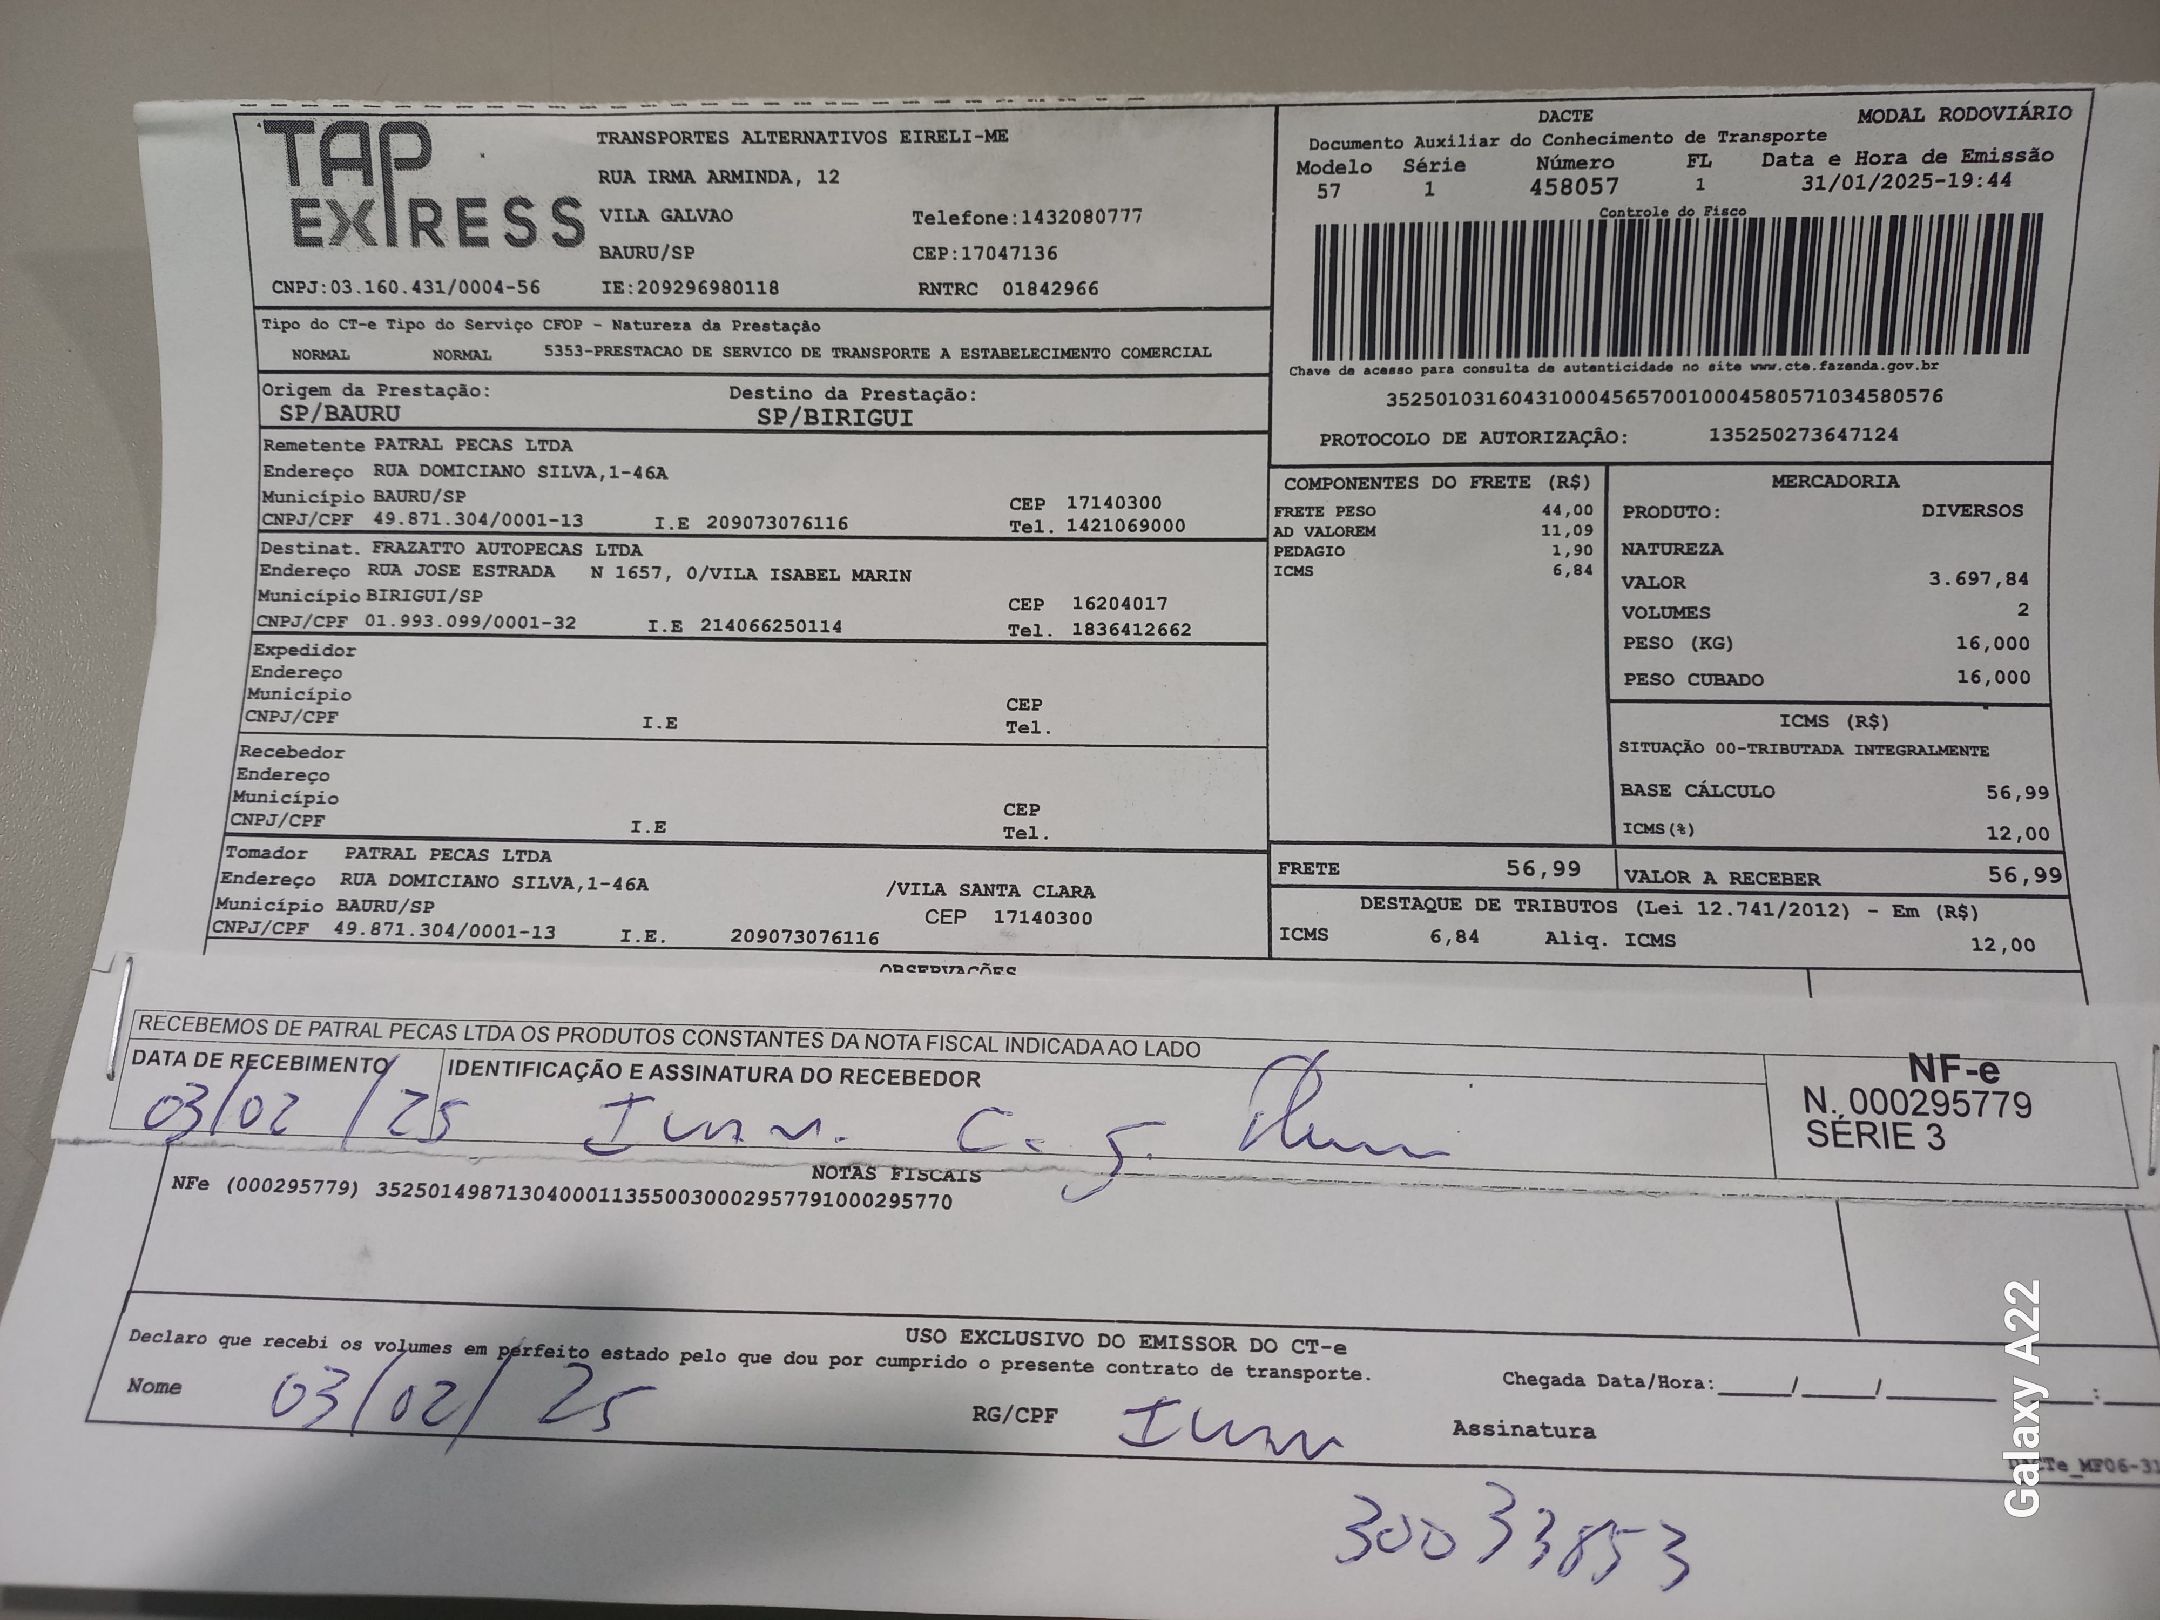 TAP EXPRESS
TRANSPORTES ALTERNATIVOS EIRELI-ME
RUA IRMA ARMINDA, 12
VILA GALVAO Telefone:1432080777
BAURU/SP CEP:17047136
CNPJ:03.160.431/0004-56 IE:209296980118 RNTRC 01842966
DACTE MODAL RODOVIÁRIO
Documento Auxiliar do Conhecimento de Transporte
Modelo Série Número FL Data e Hora de Emissão
57 1 458057 1 31/01/2025-19:44
Controle do Fisco
Chave de acesso para consulta de autenticidade no site www.cte.fazenda.gov.br
35250103160431000456570010004580571034580576
PROTOCOLO DE AUTORIZAÇÂO: 135250273647124
Tipo do CT-e Tipo do Serviço CFOP - Natureza da Prestação
NORMAL NORMAL 5353-PRESTACAO DE SERVICO DE TRANSPORTE A ESTABELECIMENTO COMERCIAL
Origem da Prestação: Destino da Prestação:
SP/BAURU SP/BIRIGUI
Remetente PATRAL PECAS LTDA
Endereço RUA DOMICIANO SILVA,1-46A
Município BAURU/SP CEP 17140300
CNPJ/CPF 49.871.304/0001-13 I.E 209073076116 Tel. 1421069000
Destinat. FRAZATTO AUTOPECAS LTDA
Endereço RUA JOSE ESTRADA N 1657, 0/VILA ISABEL MARIN
Município BIRIGUI/SP CEP 16204017
CNPJ/CPF 01.993.099/0001-32 I.E 214066250114 Tel. 1836412662
Expedidor
Endereço
Município CEP
CNPJ/CPF I.E Tel.
Recebedor
Endereço
Município CEP
CNPJ/CPF I.E Tel.
Tomador PATRAL PECAS LTDA
Endereço RUA DOMICIANO SILVA,1-46A /VILA SANTA CLARA
Município BAURU/SP CEP 17140300
CNPJ/CPF 49.871.304/0001-13 I.E. 209073076116
COMPONENTES DO FRETE (R$)
FRETE PESO 44,00
AD VALOREM 11,09
PEDAGIO 1,90
ICMS 6,84
MERCADORIA
PRODUTO: DIVERSOS
NATUREZA
VALOR 3.697,84
VOLUMES 2
PESO (KG) 16,000
PESO CUBADO 16,000
ICMS (R$)
SITUAÇÃO 00-TRIBUTADA INTEGRALMENTE
BASE CÁLCULO 56,99
ICMS(%) 12,00
FRETE 56,99 VALOR A RECEBER 56,99
DESTAQUE DE TRIBUTOS (Lei 12.741/2012) - Em (R$)
ICMS 6,84 Aliq. ICMS 12,00
OBSERVAÇÕES
RECEBEMOS DE PATRAL PECAS LTDA OS PRODUTOS CONSTANTES DA NOTA FISCAL INDICADA AO LADO
DATA DE RECEBIMENTO IDENTIFICAÇÃO E ASSINATURA DO RECEBEDOR
03/02/25
NF-e
N. 000295779
SÉRIE 3
NOTAS FISCAIS
NFe (000295779) 35250149871304000113550030002957791000295770
USO EXCLUSIVO DO EMISSOR DO CT-e
Declaro que recebi os volumes em perfeito estado pelo que dou por cumprido o presente contrato de transporte.
Nome 03/02/25 RG/CPF Assinatura
Chegada Data/Hora:____/____/________ :
30033853
Galaxy A22